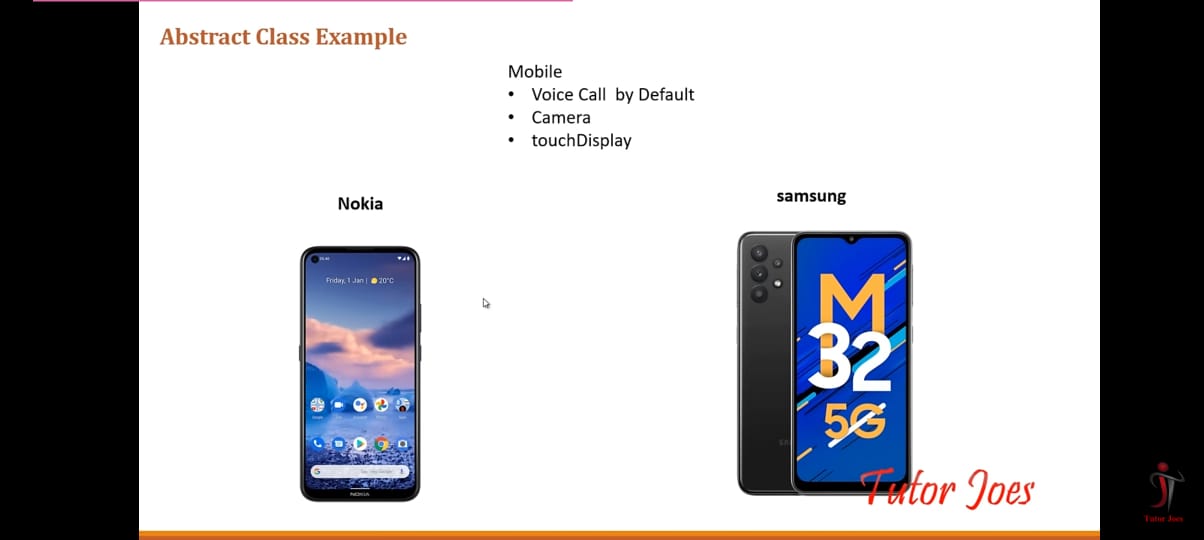 Abstract Class Example
Mobile
• Voice Call by Default
• Camera
• touchDisplay
Nokia
samsung
Friday, 1 Jan | 20°C
NOKIA
M
32
5G
Tutor Joes
Tutor Joes